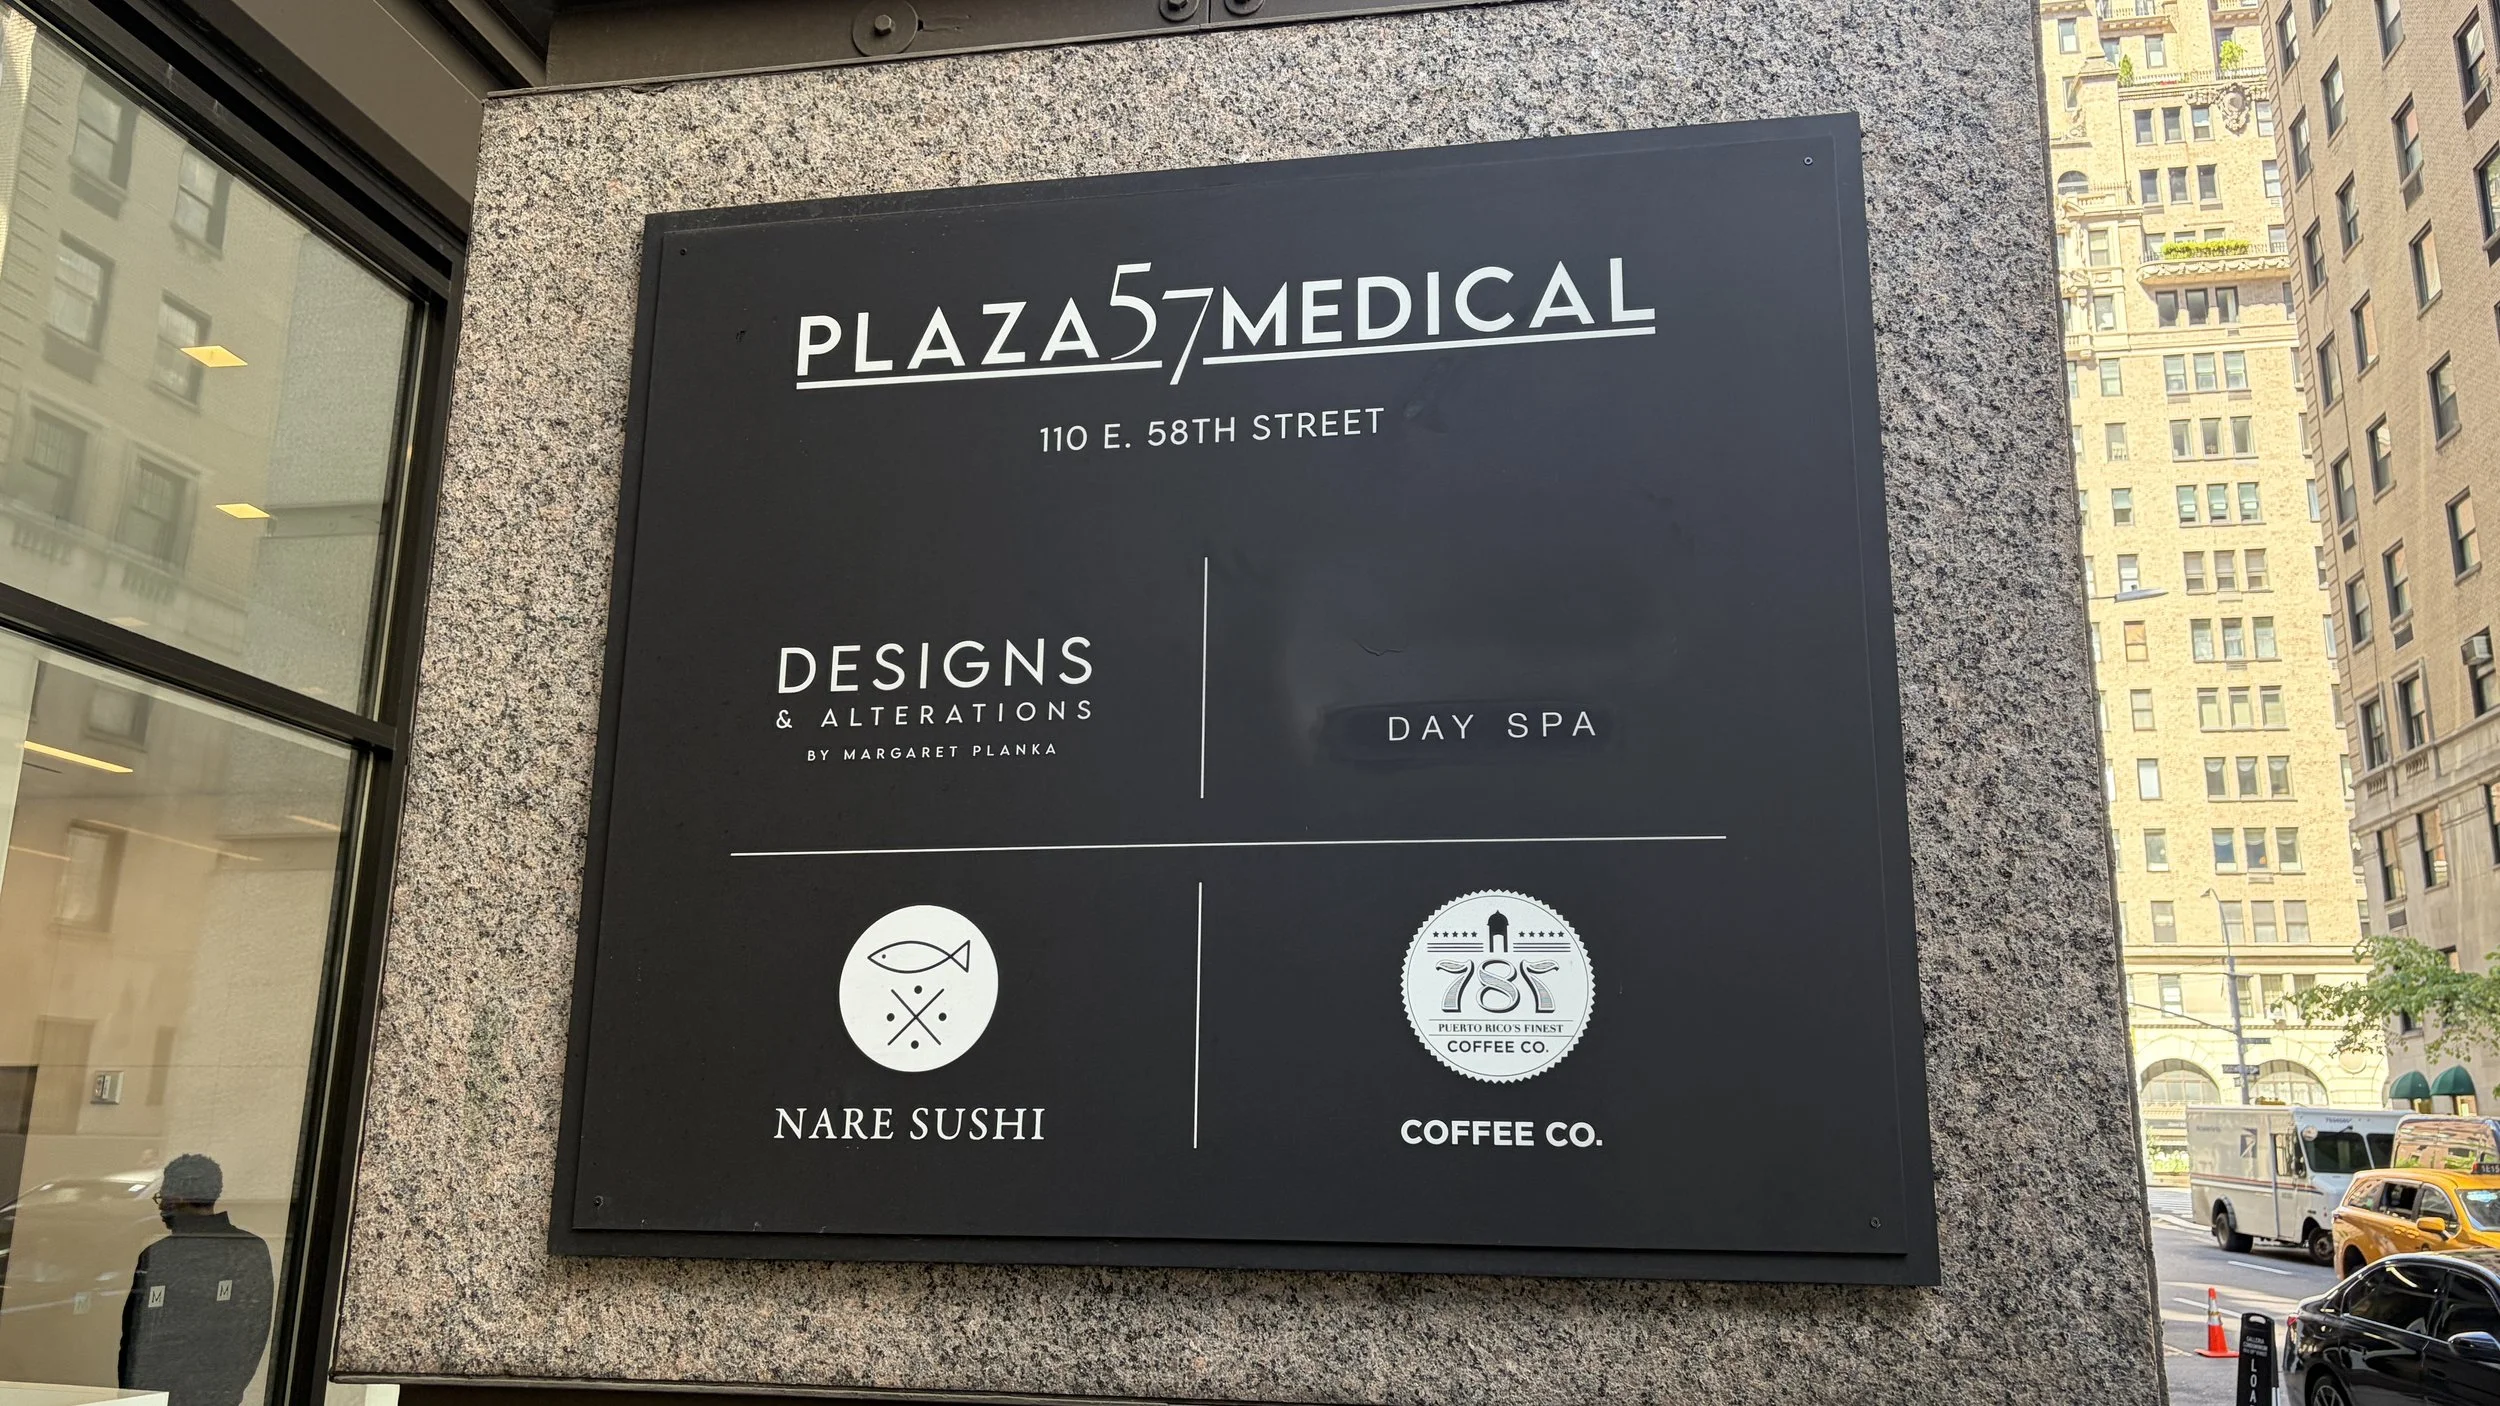 PLAZA57MEDICAL
110 E. 58TH STREET
DESIGNS
& ALTERATIONS
BY MARGARET PLANKA
DAY SPA
NARE SUSHI
787
PUERTO RICO'S FINEST
COFFEE CO.
COFFEE CO.
M
M
LOA